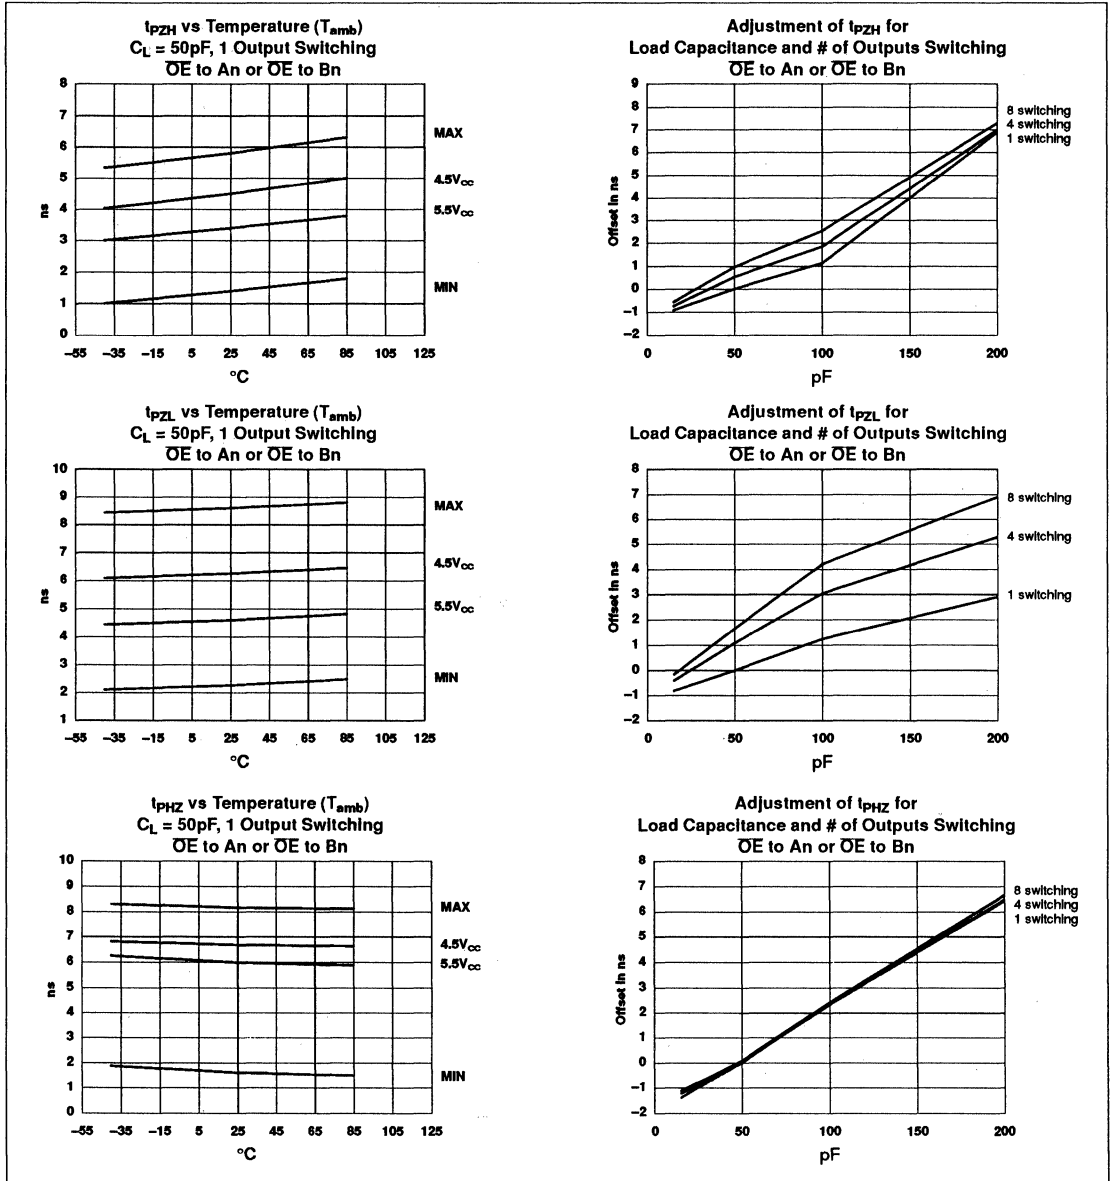 tPZH vs Temperature (Tamb)
CL = 50pF, 1 Output Switching
OE to An or OE to Bn
8
7
6
5
4
3
2
1
0
ns
MAX
4.5Vcc
5.5Vcc
MIN
–55 –35 –15 5 25 45 65 85 105 125
°C
Adjustment of tPZH for
Load Capacitance and # of Outputs Switching
OE to An or OE to Bn
9
8
7
6
5
4
3
2
1
0
–1
–2
Offset in ns
8 switching
4 switching
1 switching
0 50 100 150 200
pF
tPZL vs Temperature (Tamb)
CL = 50pF, 1 Output Switching
OE to An or OE to Bn
10
9
8
7
6
5
4
3
2
1
ns
MAX
4.5Vcc
5.5Vcc
MIN
–55 –35 –15 5 25 45 65 85 105 125
°C
Adjustment of tPZL for
Load Capacitance and # of Outputs Switching
OE to An or OE to Bn
8
7
6
5
4
3
2
1
0
–1
–2
Offset in ns
8 switching
4 switching
1 switching
0 50 100 150 200
pF
tPHZ vs Temperature (Tamb)
CL = 50pF, 1 Output Switching
OE to An or OE to Bn
10
9
8
7
6
5
4
3
2
1
0
ns
MAX
4.5Vcc
5.5Vcc
MIN
–55 –35 –15 5 25 45 65 85 105 125
°C
Adjustment of tPHZ for
Load Capacitance and # of Outputs Switching
OE to An or OE to Bn
8
7
6
5
4
3
2
1
0
–1
–2
Offset in ns
8 switching
4 switching
1 switching
0 50 100 150 200
pF